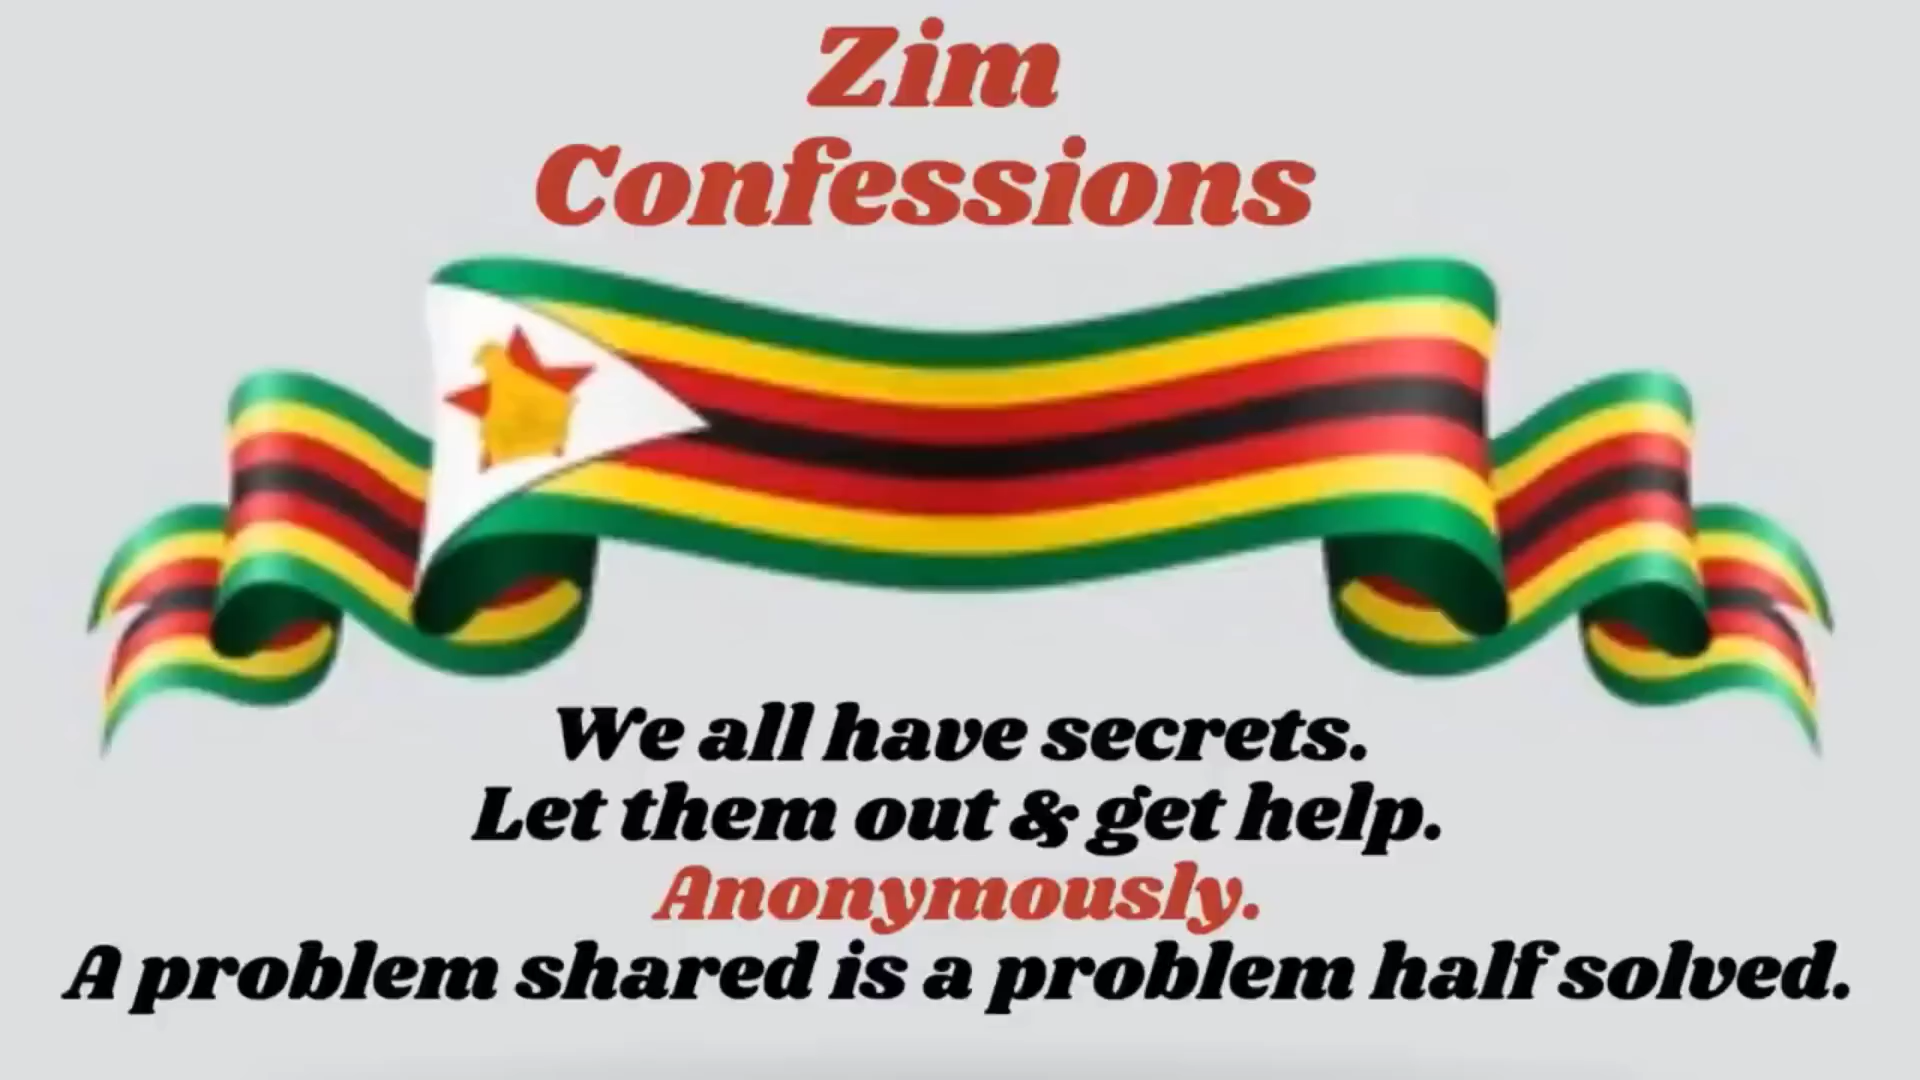 Zim
Confessions
We all have secrets.
Let them out & get help.
Anonymously.
A problem shared is a problem half solved.